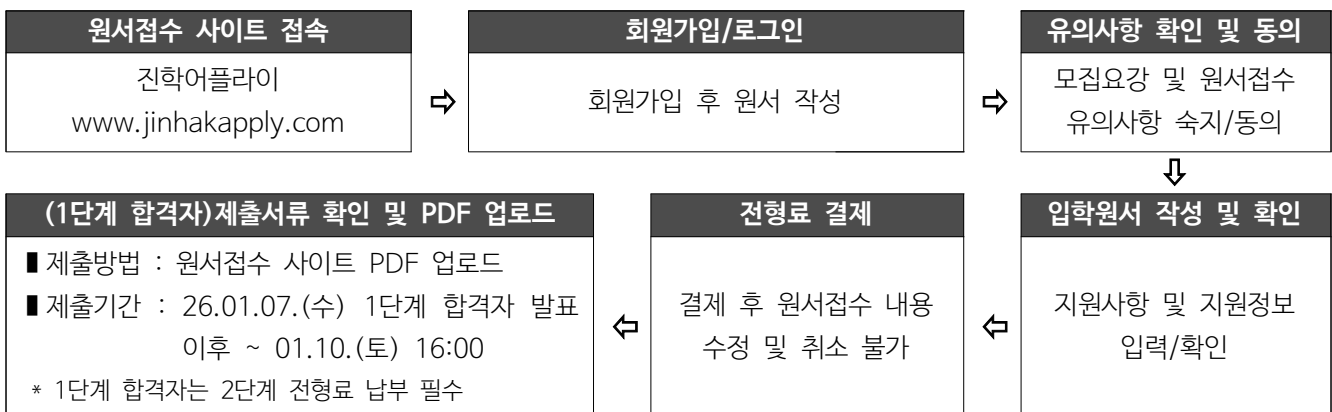 원서접수 사이트 접속
진학어플라이
www.jinhakapply.com
⇨
회원가입/로그인
회원가입 후 원서 작성
⇨
유의사항 확인 및 동의
모집요강 및 원서접수
유의사항 숙지/동의
⇩
입학원서 작성 및 확인
지원사항 및 지원정보
입력/확인
⇦
전형료 결제
결제 후 원서접수 내용
수정 및 취소 불가
⇦
(1단계 합격자)제출서류 확인 및 PDF 업로드
▮제출방법 : 원서접수 사이트 PDF 업로드
▮제출기간 : 26.01.07.(수) 1단계 합격자 발표
이후 ~ 01.10.(토) 16:00
* 1단계 합격자는 2단계 전형료 납부 필수